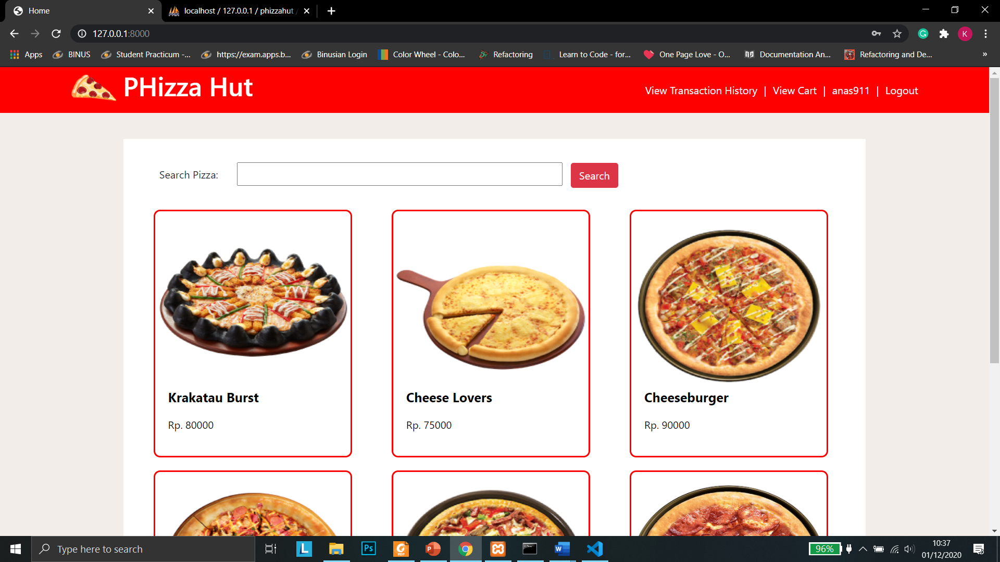 Home
localhost / 127.0.0.1 / phizzahut
127.0.0.1:8000
K
Apps
BINUS
Student Practicum -...
https://exam.apps.b...
Binusian Login
Color Wheel - Colo...
Refactoring
Learn to Code - for...
One Page Love - O...
Documentation An...
Refactoring and De...
»
PHizza Hut
View Transaction History | View Cart | anas911 | Logout
Search Pizza:
Search
Krakatau Burst
Cheese Lovers
Cheeseburger
Rp. 80000
Rp. 75000
Rp. 90000
Type here to search
96%
10:37
01/12/2020